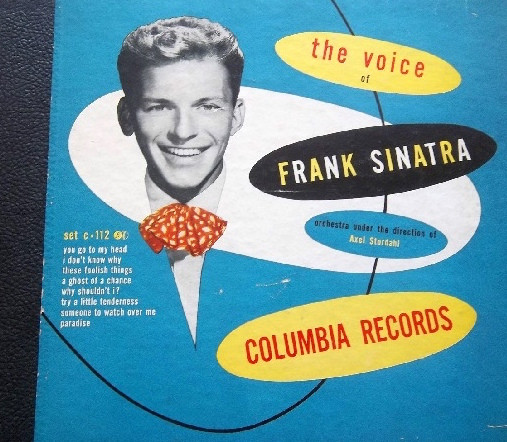 the voice
of
FRANK SINATRA
orchestra under the direction of
Axel Stordahl
set c•112
you go to my head
i don't know why
these foolish things
a ghost of a chance
why shouldn't i?
try a little tenderness
someone to watch over me
paradise
COLUMBIA RECORDS